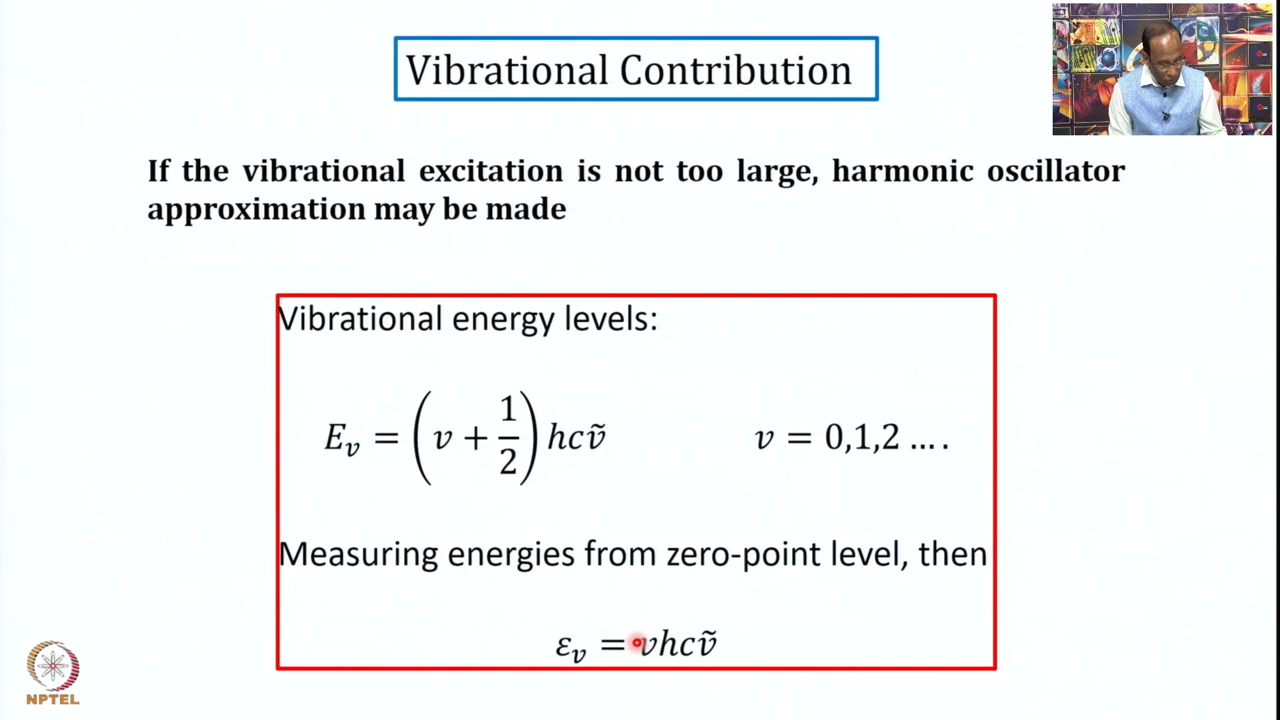 Vibrational Contribution
If the vibrational excitation is not too large, harmonic oscillator
approximation may be made
Vibrational energy levels:
E_v = (v + 1/2) hcṽ    v = 0,1,2 ….
Measuring energies from zero-point level, then
ε_v = vhcṽ
NPTEL